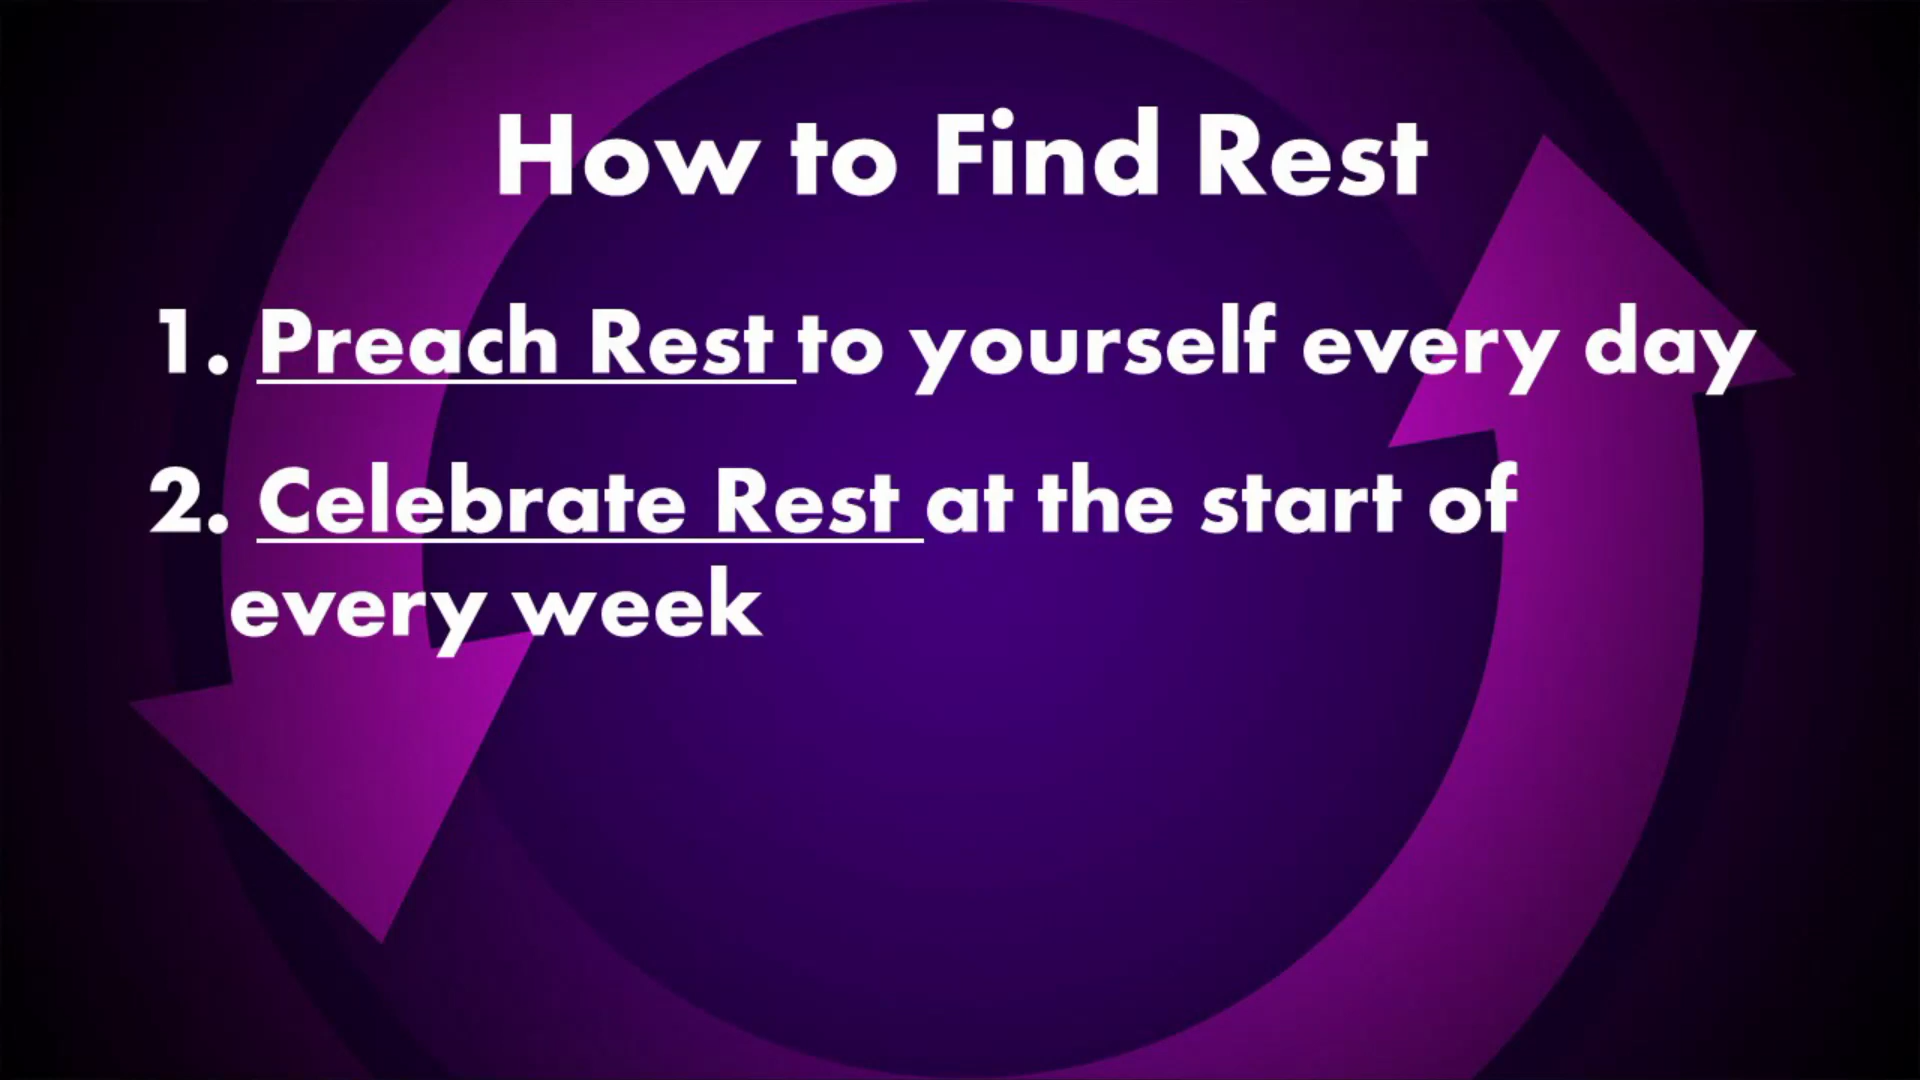 How to Find Rest
1. Preach Rest to yourself every day
2. Celebrate Rest at the start of
every week